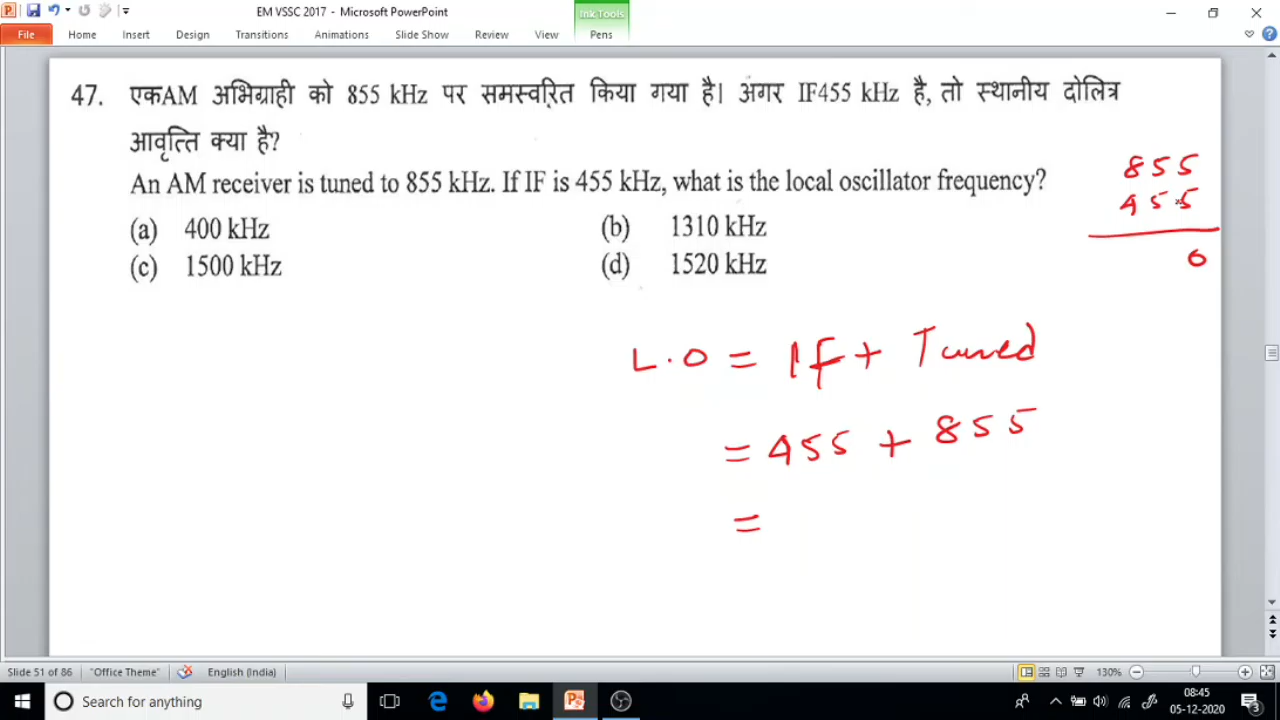 EM VSSC 2017 - Microsoft PowerPoint
Ink Tools
File Home Insert Design Transitions Animations Slide Show Review View Pens
47. एकAM अभिग्राही को 855 kHz पर समस्वरित किया गया है। अगर IF455 kHz है, तो स्थानीय दोलित्र
आवृत्ति क्या है?
An AM receiver is tuned to 855 kHz. If IF is 455 kHz, what is the local oscillator frequency?
(a) 400 kHz (b) 1310 kHz
(c) 1500 kHz (d) 1520 kHz
855
455
0
L.O = IF + Tuned
= 455 + 855
=
Slide 51 of 86 "Office Theme" English (India) 130%
Search for anything
08:45
05-12-2020
3